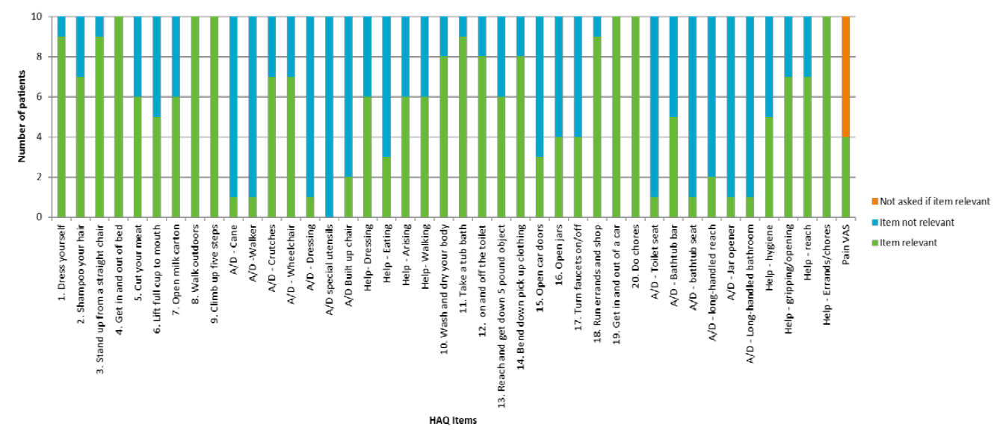 10
8
6
4
2
0
Number of patients
1. Dress yourself
2. Shampoo your hair
3. Stand up from a straight chair
4. Get in and out of bed
5. Cut your meat
6. Lift full cup to mouth
7. Open milk carton
8. Walk outdoors
9. Climb up five steps
A/D - Cane
A/D -Walker
A/D - Crutches
A/D - Wheelchair
A/D - Dressing
A/D special utensils
A/D Built up chair
Help- Dressing
Help - Eating
Help - Arising
Help- Walking
10. Wash and dry your body
11. Take a tub bath
12. on and off the toilet
13. Reach and get down 5 pound object
14. Bend down pick up clothing
15. Open car doors
16. Open jars
17. Turn faucets on/off
18. Run errands and shop
19. Get in and out of a car
20. Do chores
A/D - Toilet seat
A/D - Bathtub bar
A/D - bathtub seat
A/D - long-handled reach
A/D - Jar opener
A/D - Long-handled bathroom
Help - hygiene
Help - gripping/opening
Help - reach
Help - Errands/chores
Pain VAS
HAQ Items
Not asked if item relevant
Item not relevant
Item relevant